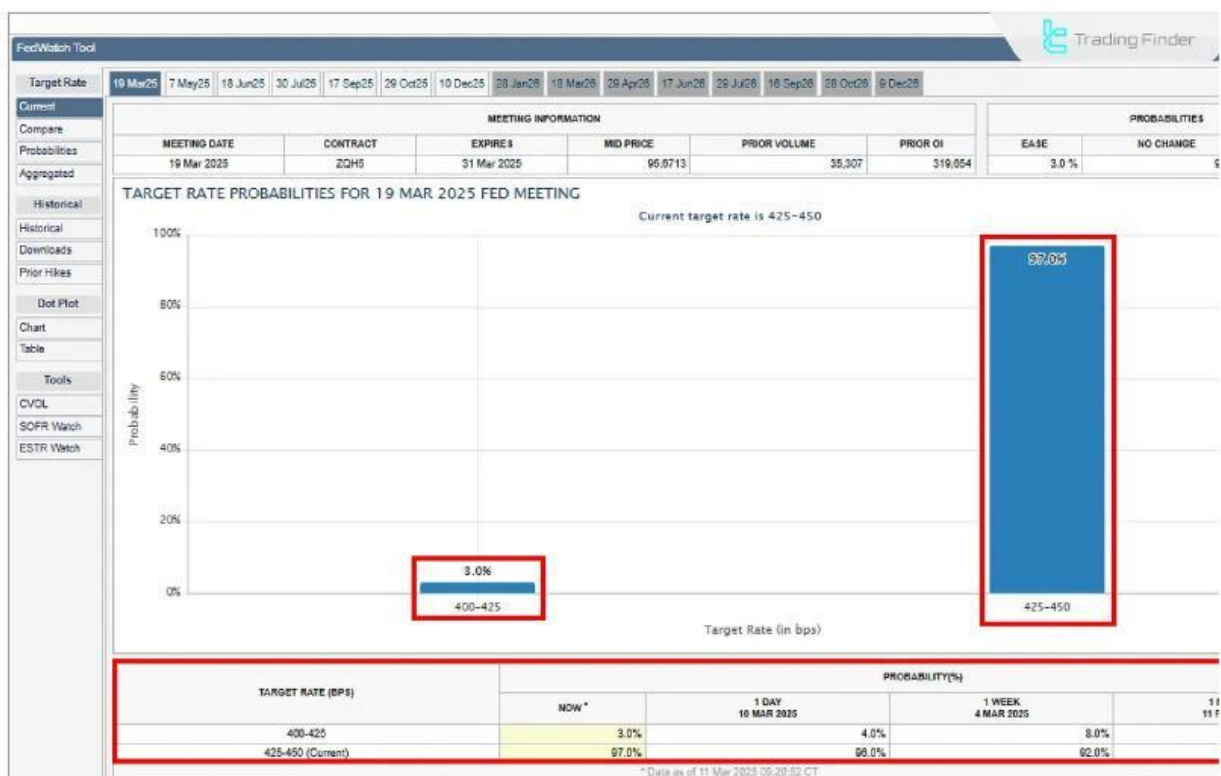 Trading Finder
FedWatch Tool
Target Rate
Current
Compare
Probabilities
Aggregated
Historical
Historical
Downloads
Prior Hikes
Dot Plot
Chart
Table
Tools
CVOL
SOFR Watch
ESTR Watch
19 Mar25 7 May25 18 Jun25 30 Jul25 17 Sep25 29 Oct25 10 Dec25 28 Jan26 18 Mar26 29 Apr26 17 Jun26 29 Jul26 16 Sep26 28 Oct26 9 Dec26
MEETING INFORMATION PROBABILITIES
MEETING DATE CONTRACT EXPIRES MID PRICE PRIOR VOLUME PRIOR OI EASE NO CHANGE
19 Mar 2025 ZQH5 31 Mar 2025 95.6713 35,307 319,654 3.0 %
TARGET RATE PROBABILITIES FOR 19 MAR 2025 FED MEETING
Current target rate is 425-450
100%
80%
60%
40%
20%
0%
Probability
97.0%
3.0%
400-425 425-450
Target Rate (in bps)
TARGET RATE (BPS) PROBABILITY(%)
NOW * 1 DAY 1 WEEK
10 MAR 2025 4 MAR 2025
400-425 3.0% 4.0% 8.0%
425-450 (Current) 97.0% 96.0% 92.0%
* Data as of 11 Mar 2025 05:20:52 CT